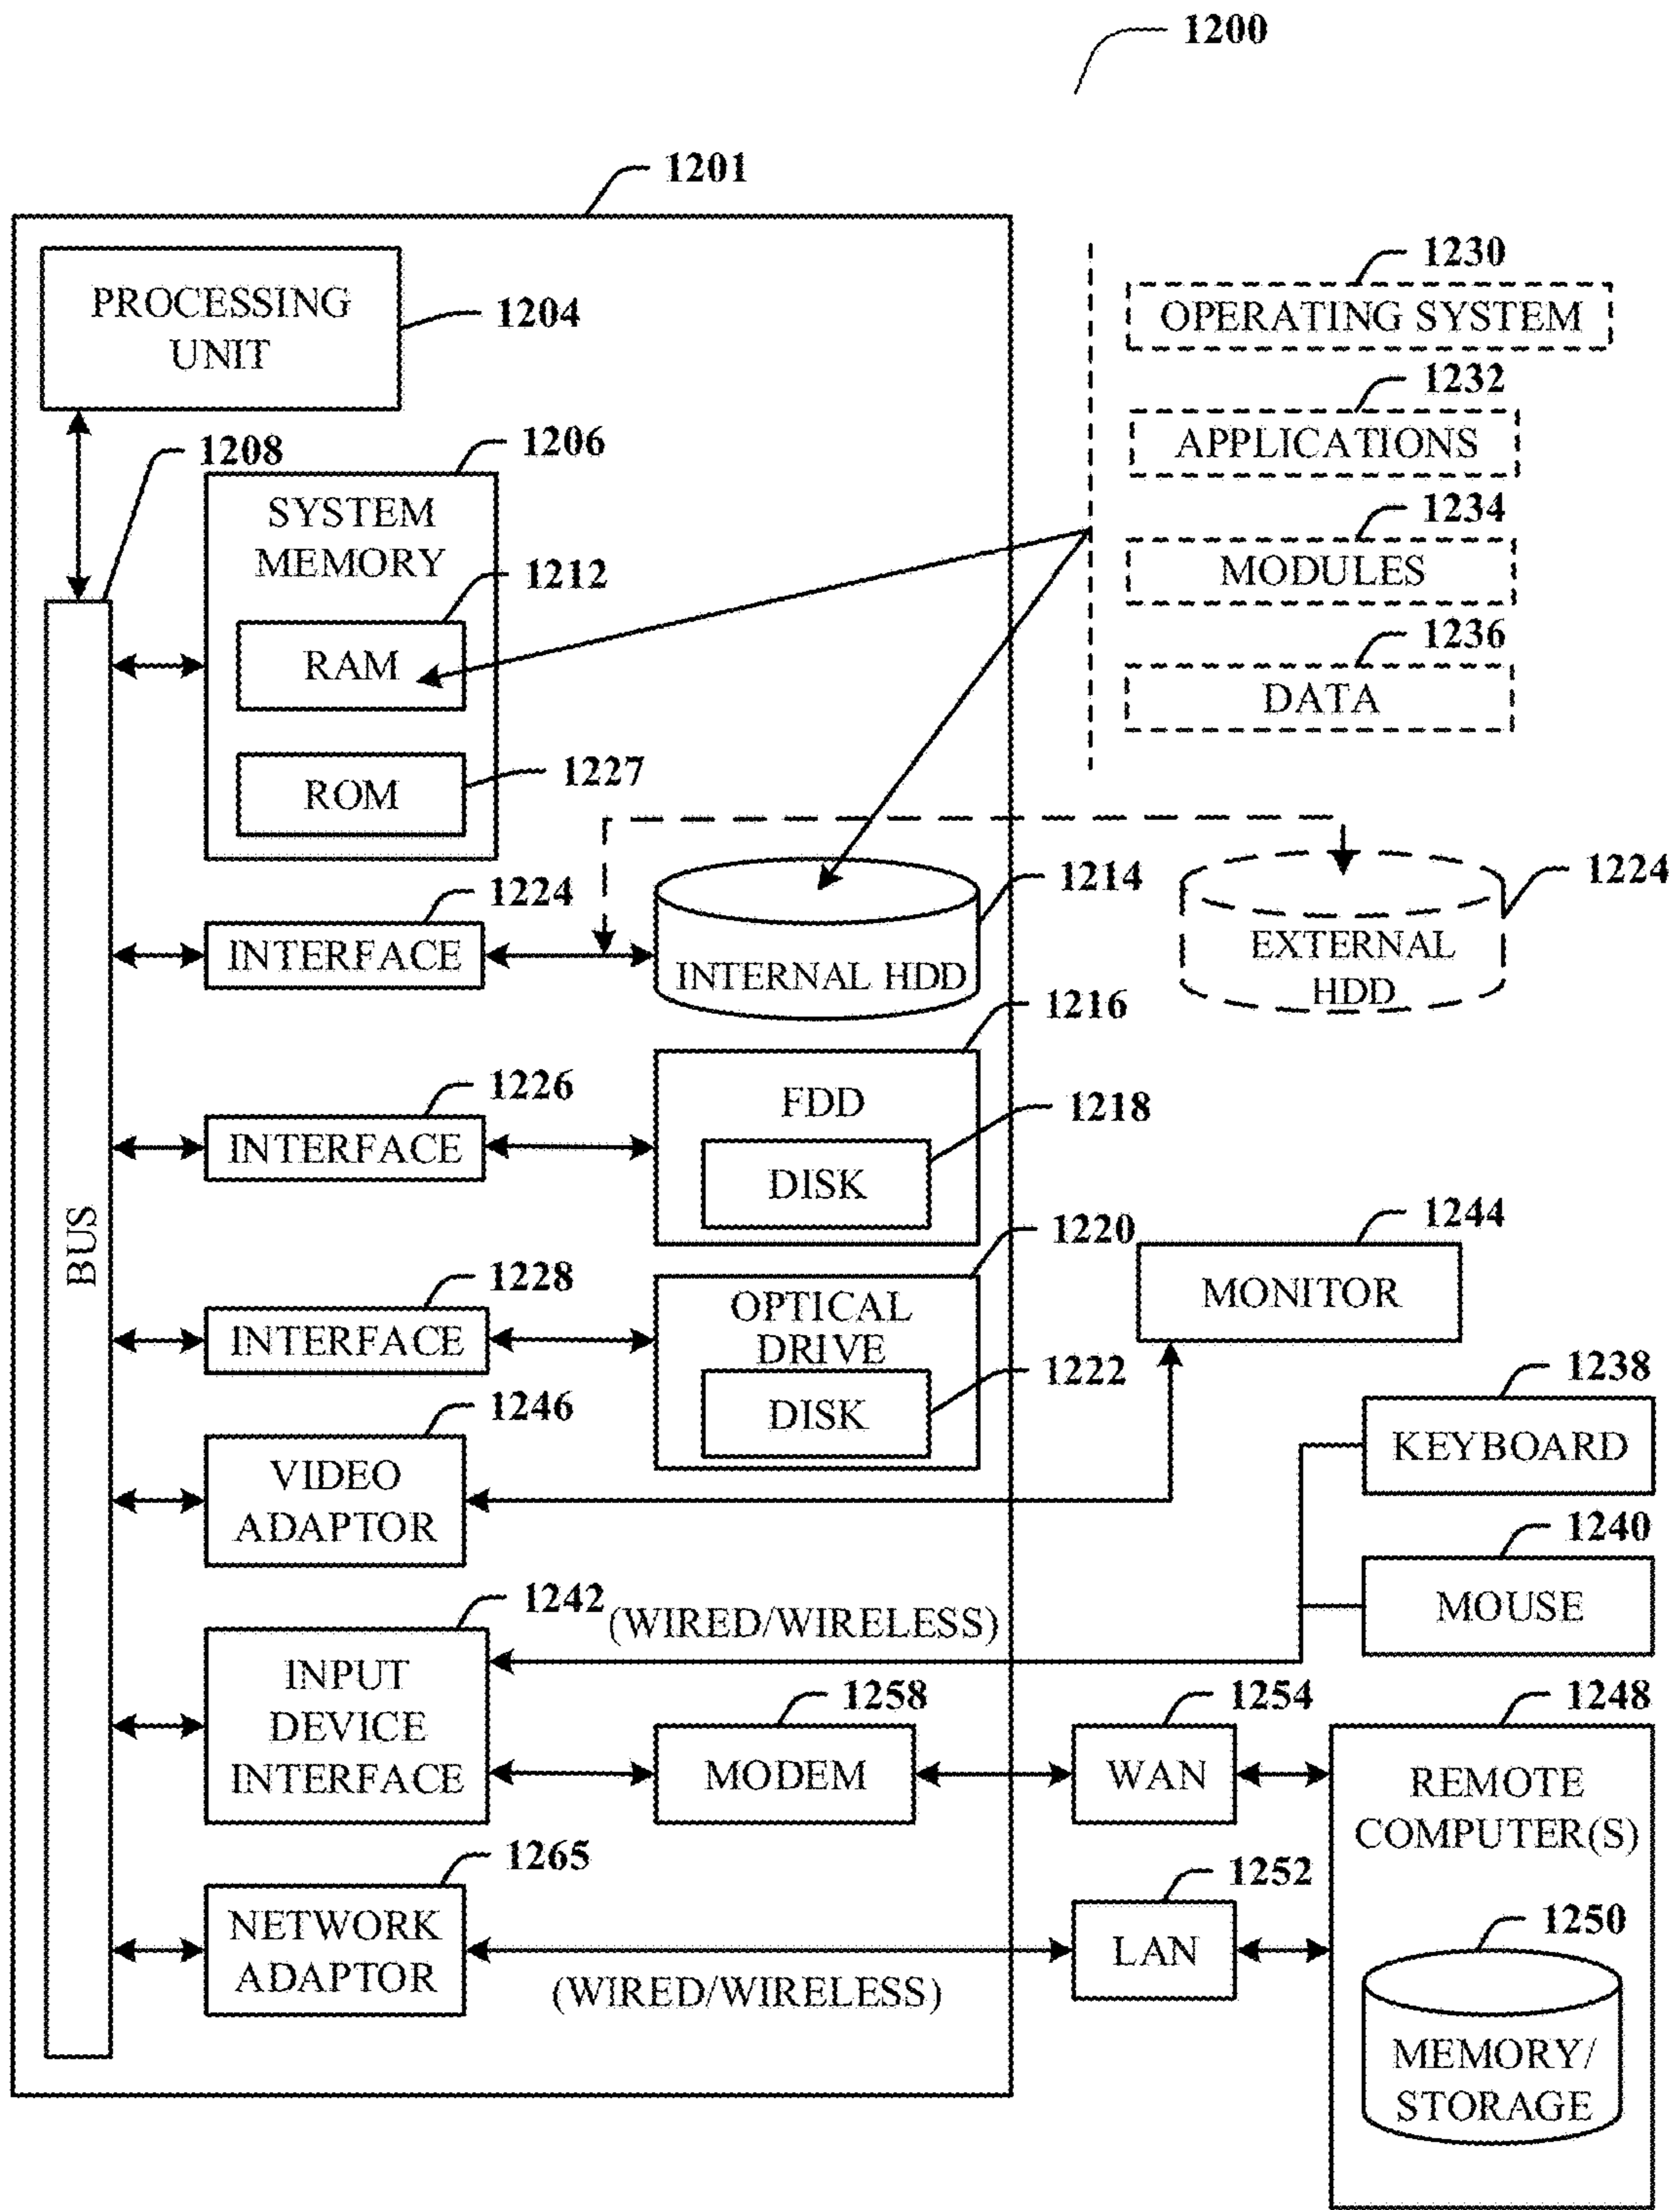 1200
1201
PROCESSING
UNIT
1204
1230
OPERATING SYSTEM
1232
APPLICATIONS
1234
MODULES
1236
DATA
1208
1206
SYSTEM
MEMORY
1212
RAM
ROM
1227
1224
INTERFACE
1214
INTERNAL HDD
1224
EXTERNAL
HDD
1216
FDD
1226
INTERFACE
1218
DISK
BUS
1220
OPTICAL
DRIVE
1228
INTERFACE
1222
DISK
1244
MONITOR
1246
VIDEO
ADAPTOR
1238
KEYBOARD
1240
MOUSE
1242
(WIRED/WIRELESS)
INPUT
DEVICE
INTERFACE
1258
MODEM
1254
WAN
1248
REMOTE
COMPUTER(S)
1265
NETWORK
ADAPTOR
(WIRED/WIRELESS)
1252
LAN
1250
MEMORY/
STORAGE